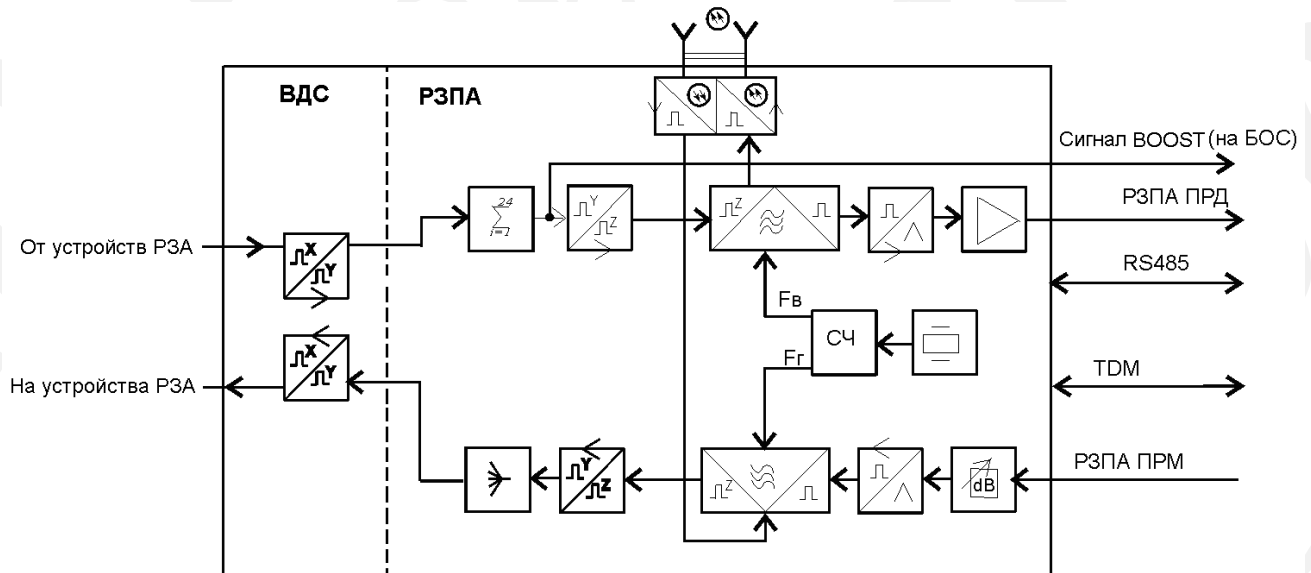 ВДС
РЗПА
Сигнал BOOST (на БОС)
24
Σ
i=1
Y
Z
Z
РЗПА ПРД
От устройств РЗА
X
Y
RS485
Fв
СЧ
Fг
X
Y
На устройства РЗА
TDM
Y
Z
Z
dB
РЗПА ПРМ